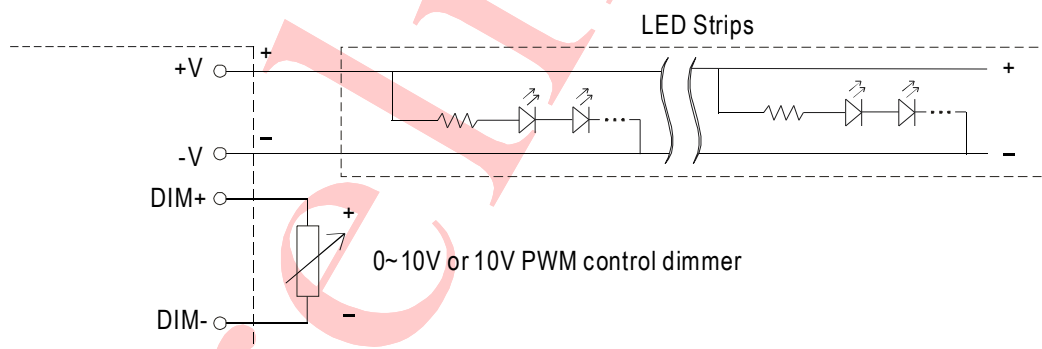 LED Strips
+
+V
+
–
-V
–
DIM+
+
0~10V or 10V PWM control dimmer
DIM-
–